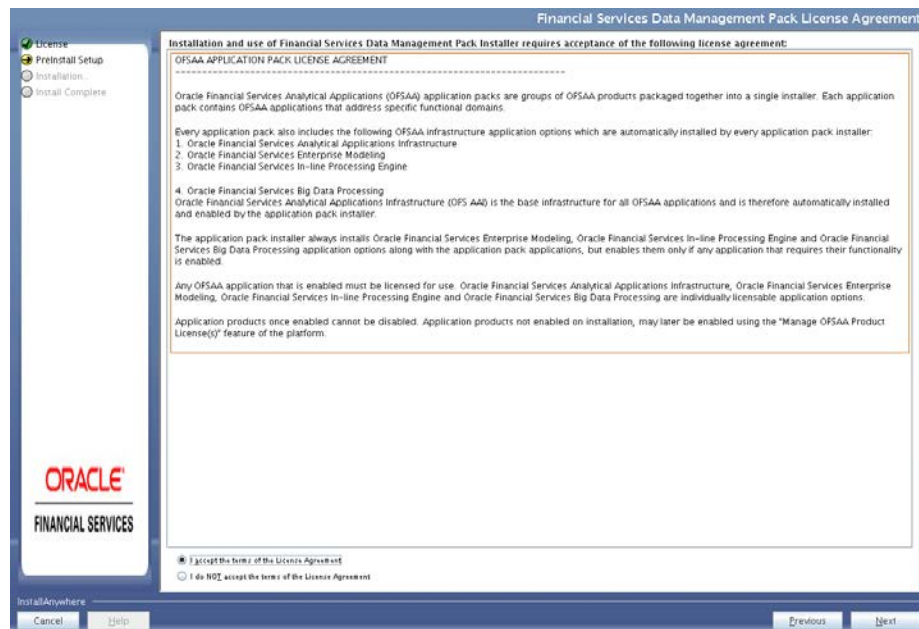 Financial Services Data Management Pack License Agreement
License
PreInstall Setup
Installation...
Install Complete
Installation and use of Financial Services Data Management Pack Installer requires acceptance of the following license agreement:
OFSAA APPLICATION PACK LICENSE AGREEMENT
--------------------------------------------------------------------------
Oracle Financial Services Analytical Applications (OFSAA) application packs are groups of OFSAA products packaged together into a single installer. Each application
pack contains OFSAA applications that address specific functional domains.
Every application pack also includes the following OFSAA infrastructure application options which are automatically installed by every application pack installer:
1. Oracle Financial Services Analytical Applications Infrastructure
2. Oracle Financial Services Enterprise Modeling
3. Oracle Financial Services In-line Processing Engine
4. Oracle Financial Services Big Data Processing
Oracle Financial Services Analytical Applications Infrastructure (OFS AAI) is the base infrastructure for all OFSAA applications and is therefore automatically installed
and enabled by the application pack installer.
The application pack installer always installs Oracle Financial Services Enterprise Modeling, Oracle Financial Services In-line Processing Engine and Oracle Financial
Services Big Data Processing application options along with the application pack applications, but enables them only if any application that requires their functionality
is enabled.
Any OFSAA application that is enabled must be licensed for use. Oracle Financial Services Analytical Applications Infrastructure, Oracle Financial Services Enterprise
Modeling, Oracle Financial Services In-line Processing Engine and Oracle Financial Services Big Data Processing are individually licensable application options.
Application products once enabled cannot be disabled. Application products not enabled on installation, may later be enabled using the "Manage OFSAA Product
License(s)" feature of the platform.
ORACLE
FINANCIAL SERVICES
I accept the terms of the License Agreement
I do NOT accept the terms of the License Agreement
InstallAnywhere
Cancel
Help
Previous
Next